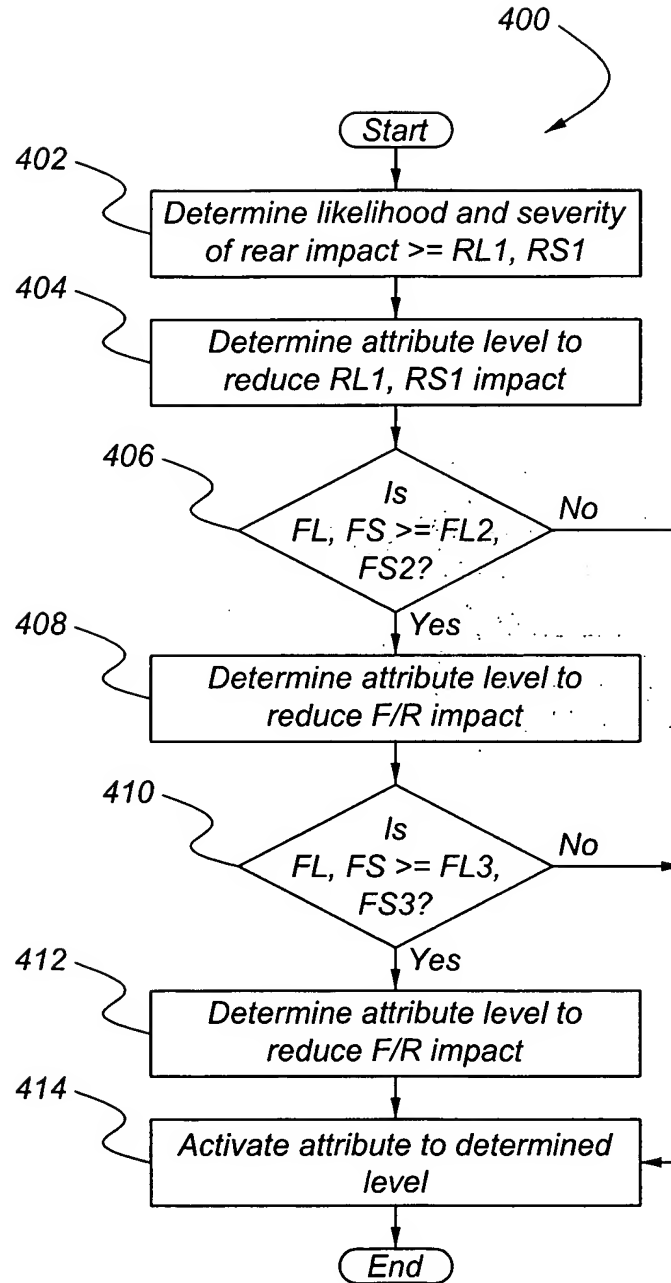 400
Start
402
Determine likelihood and severity
of rear impact >= RL1, RS1
404
Determine attribute level to
reduce RL1, RS1 impact
406
Is
FL, FS >= FL2,
FS2?
No
Yes
408
Determine attribute level to
reduce F/R impact
410
Is
FL, FS >= FL3,
FS3?
No
Yes
412
Determine attribute level to
reduce F/R impact
414
Activate attribute to determined
level
End